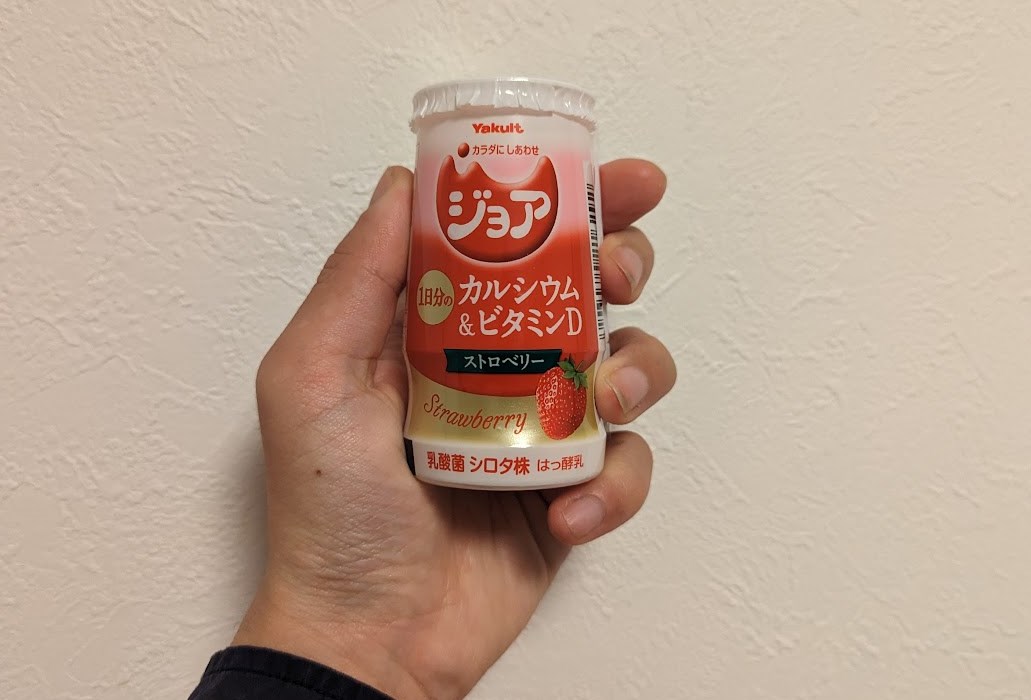 Yakult
カラダに しあわせ
ジョア
1日分の
カルシウム
&ビタミンD
ストロベリー
Strawberry
乳酸菌 シロタ株 はっ酵乳